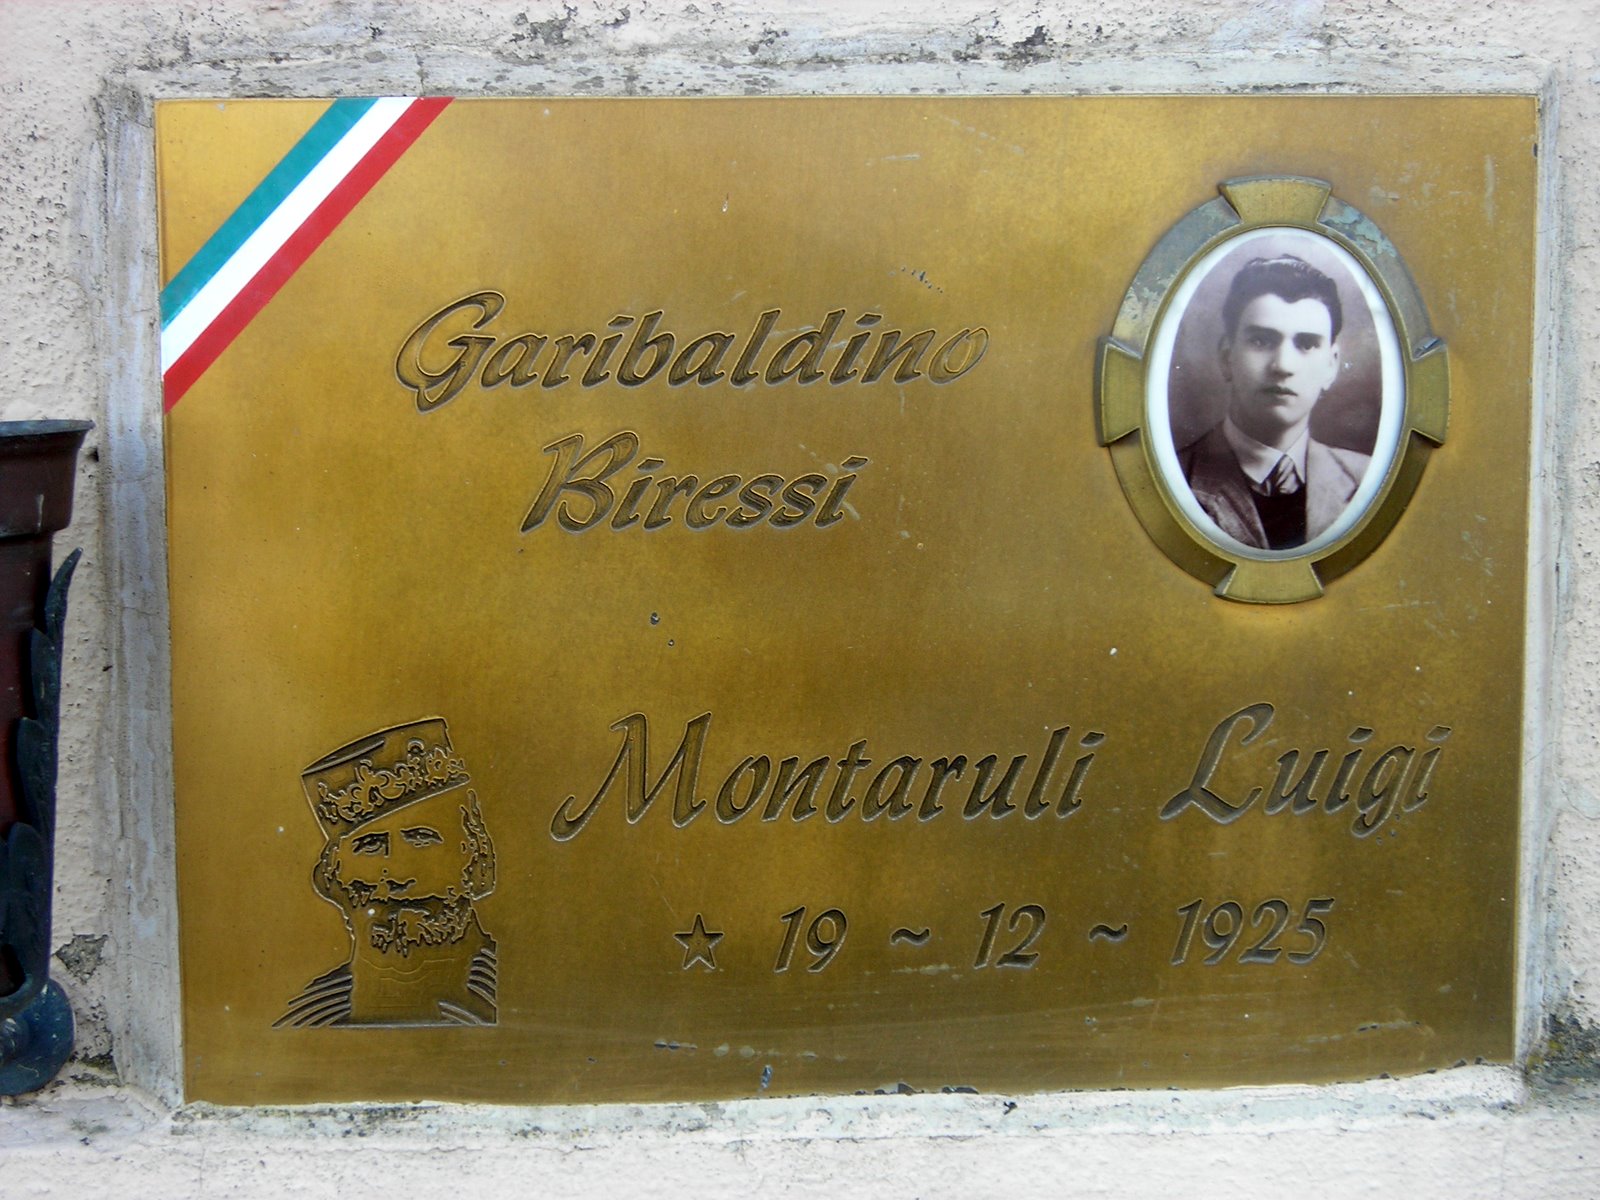 Garibaldino
Biressi
Montaruli Luigi
19 ~ 12 ~ 1925